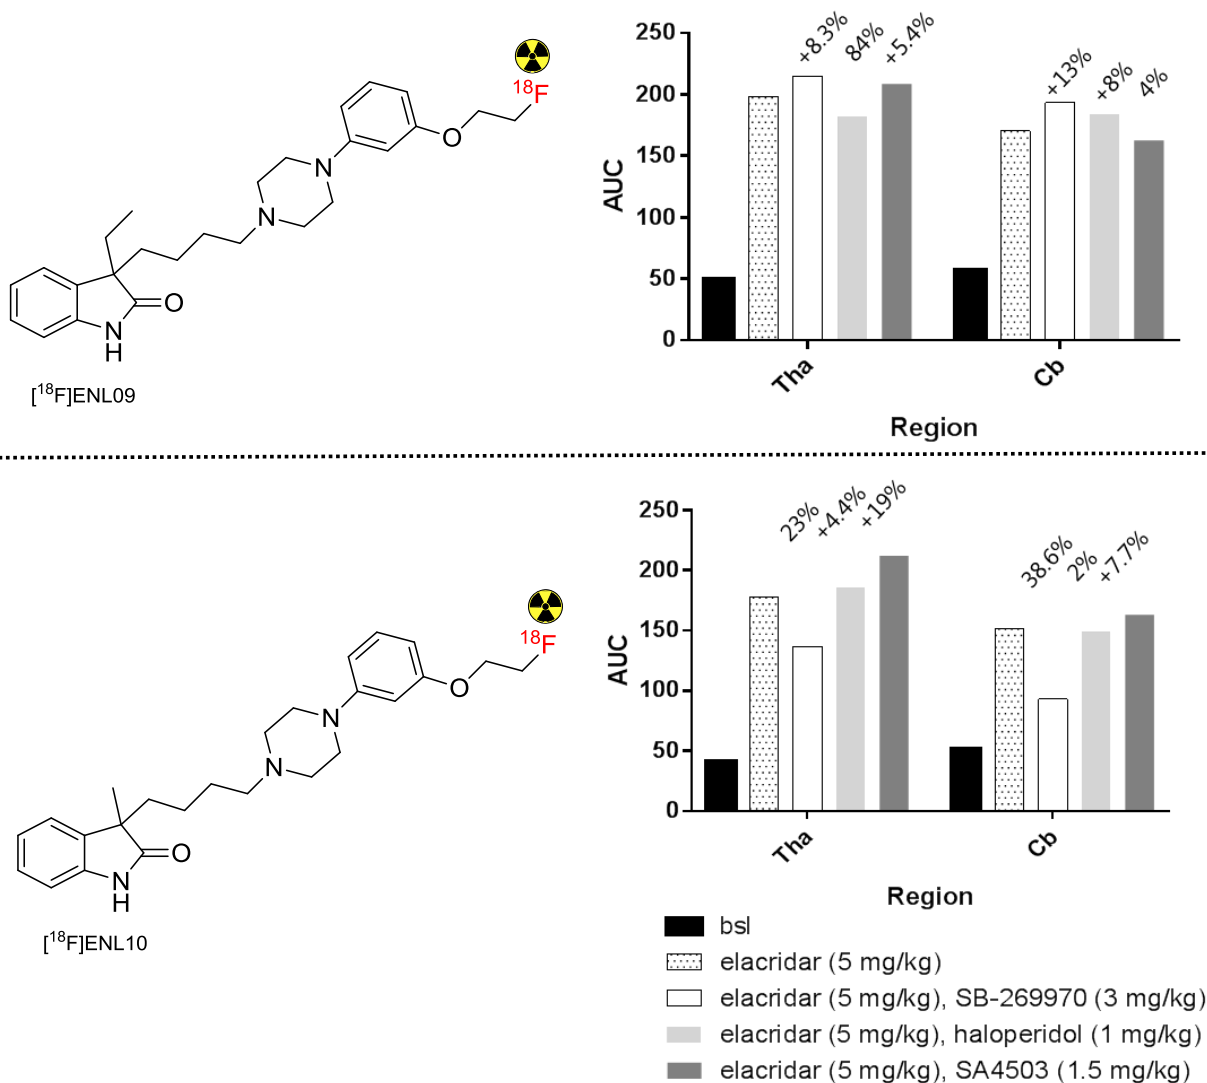 18F
O
N
N
O
N
H
[18F]ENL09
250
200
150
100
50
0
AUC
+8.3%
84%
+5.4%
+13%
+8%
4%
Tha
Cb
Region
18F
O
N
N
O
N
H
[18F]ENL10
250
200
150
100
50
0
AUC
23%
+4.4%
+19%
38.6%
2%
+7.7%
Tha
Cb
Region
bsl
elacridar (5 mg/kg)
elacridar (5 mg/kg), SB-269970 (3 mg/kg)
elacridar (5 mg/kg), haloperidol (1 mg/kg)
elacridar (5 mg/kg), SA4503 (1.5 mg/kg)